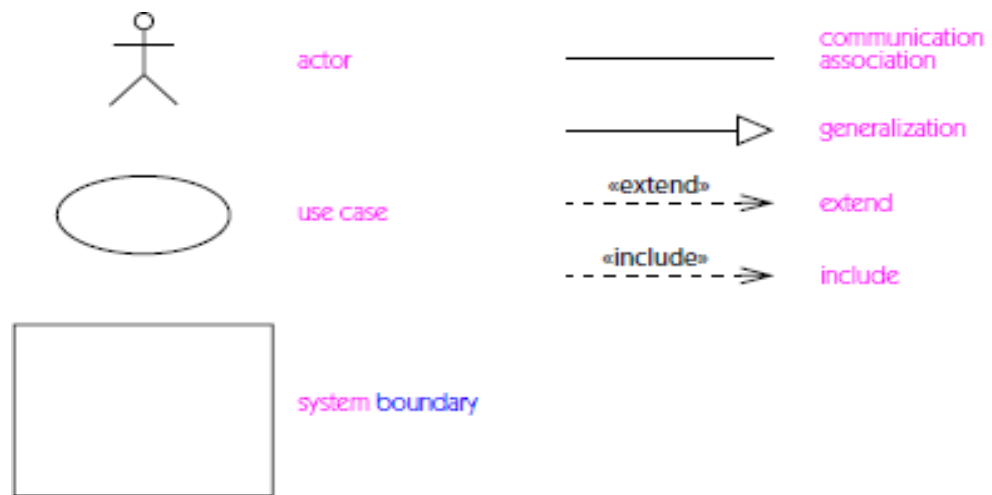 actor
communication
association
generalization
«extend»
extend
use case
«include»
include
system boundary